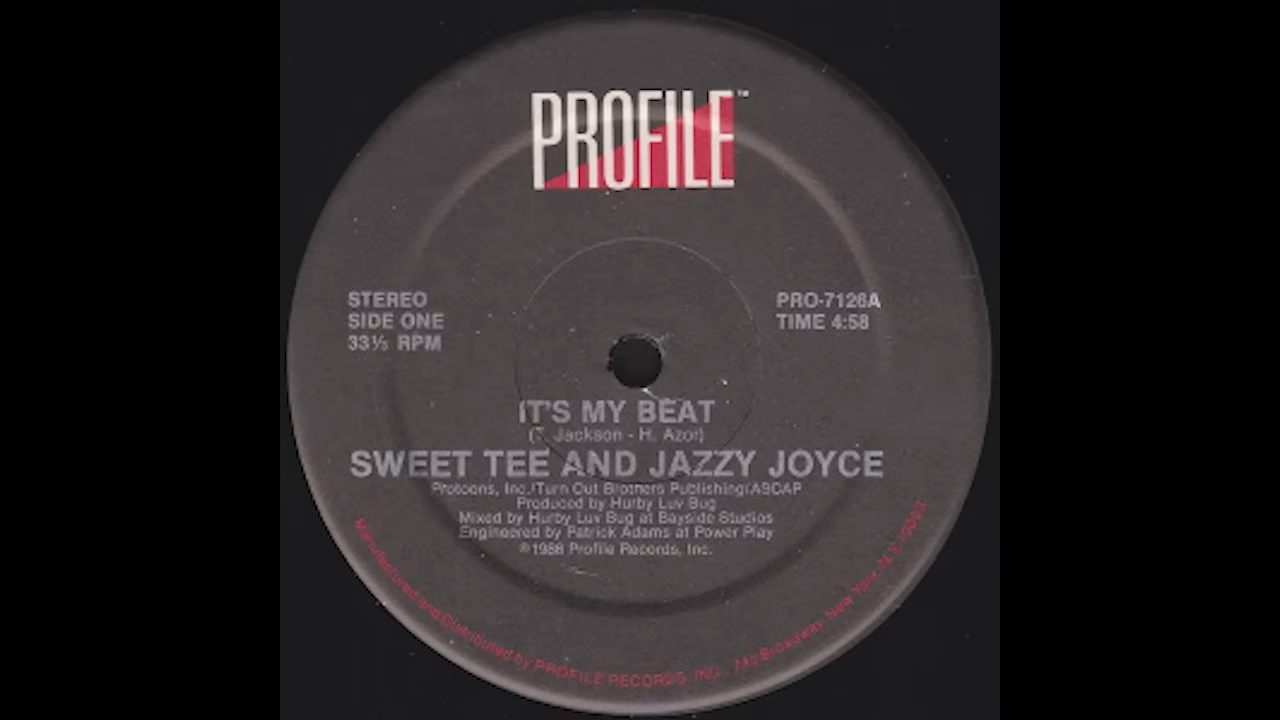 PROFILE™
STEREO
SIDE ONE
33⅓ RPM
PRO-7126A
TIME 4:58
IT'S MY BEAT
(T. Jackson - H. Azor)
SWEET TEE AND JAZZY JOYCE
Protoons, Inc./Turn Out Brothers Publishing/ASCAP
Produced by Hurby Luv Bug
Mixed by Hurby Luv Bug at Bayside Studios
Engineered by Patrick Adams at Power Play
℗1986 Profile Records, Inc.
Manufactured and Distributed by PROFILE RECORDS, INC., 740 Broadway, New York, N.Y.